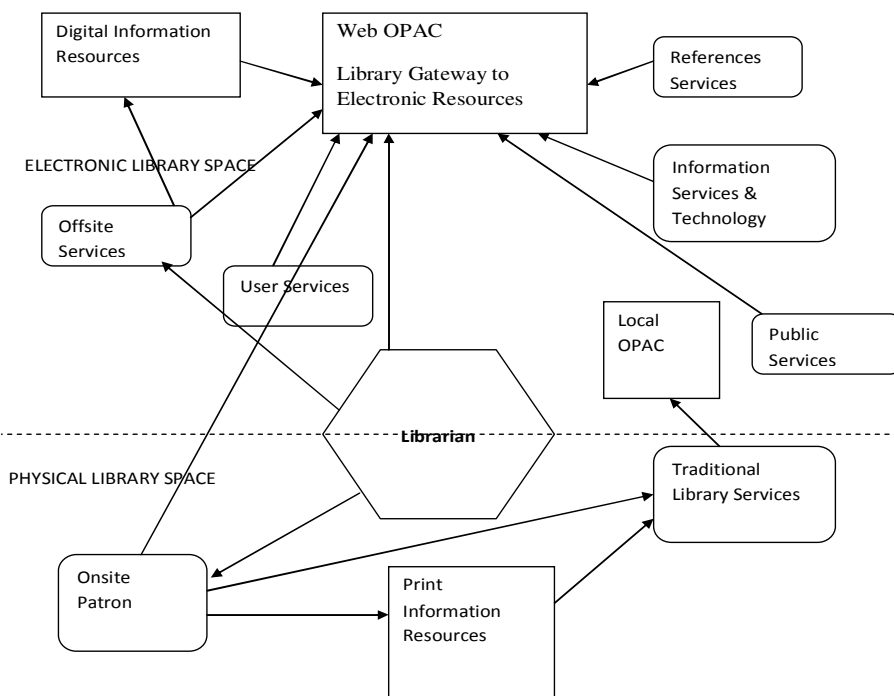 Digital Information
Resources
Web OPAC
Library Gateway to
Electronic Resources
References
Services
ELECTRONIC LIBRARY SPACE
Information
Services &
Technology
Offsite
Services
User Services
Local
OPAC
Public
Services
Librarian
PHYSICAL LIBRARY SPACE
Traditional
Library Services
Onsite
Patron
Print
Information
Resources